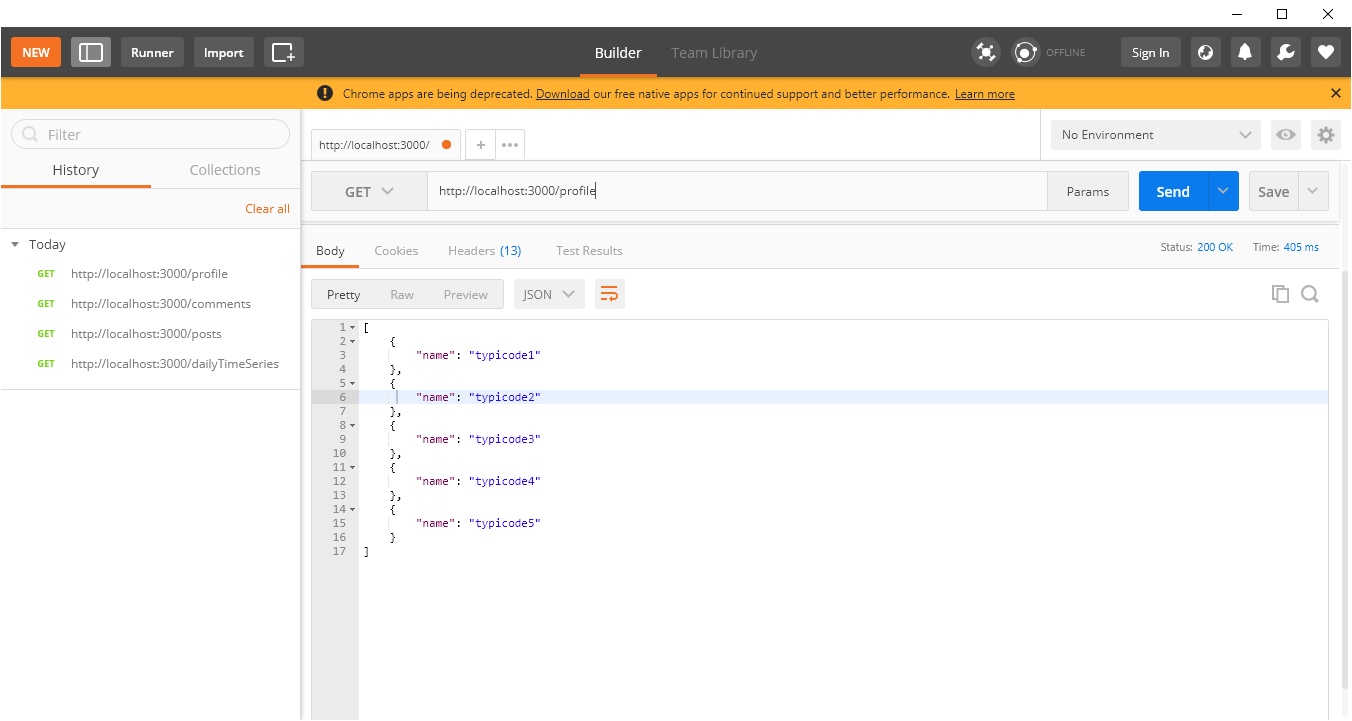 NEW Runner Import Builder Team Library OFFLINE Sign In
Chrome apps are being deprecated. Download our free native apps for continued support and better performance. Learn more
Filter
History Collections
Clear all
Today
GET http://localhost:3000/profile
GET http://localhost:3000/comments
GET http://localhost:3000/posts
GET http://localhost:3000/dailyTimeSeries
http://localhost:3000/ + ••• No Environment
GET http://localhost:3000/profile Params Send Save
Body Cookies Headers (13) Test Results Status: 200 OK Time: 405 ms
Pretty Raw Preview JSON
1 [
2 {
3 "name": "typicode1"
4 },
5 {
6 "name": "typicode2"
7 },
8 {
9 "name": "typicode3"
10 },
11 {
12 "name": "typicode4"
13 },
14 {
15 "name": "typicode5"
16 }
17 ]